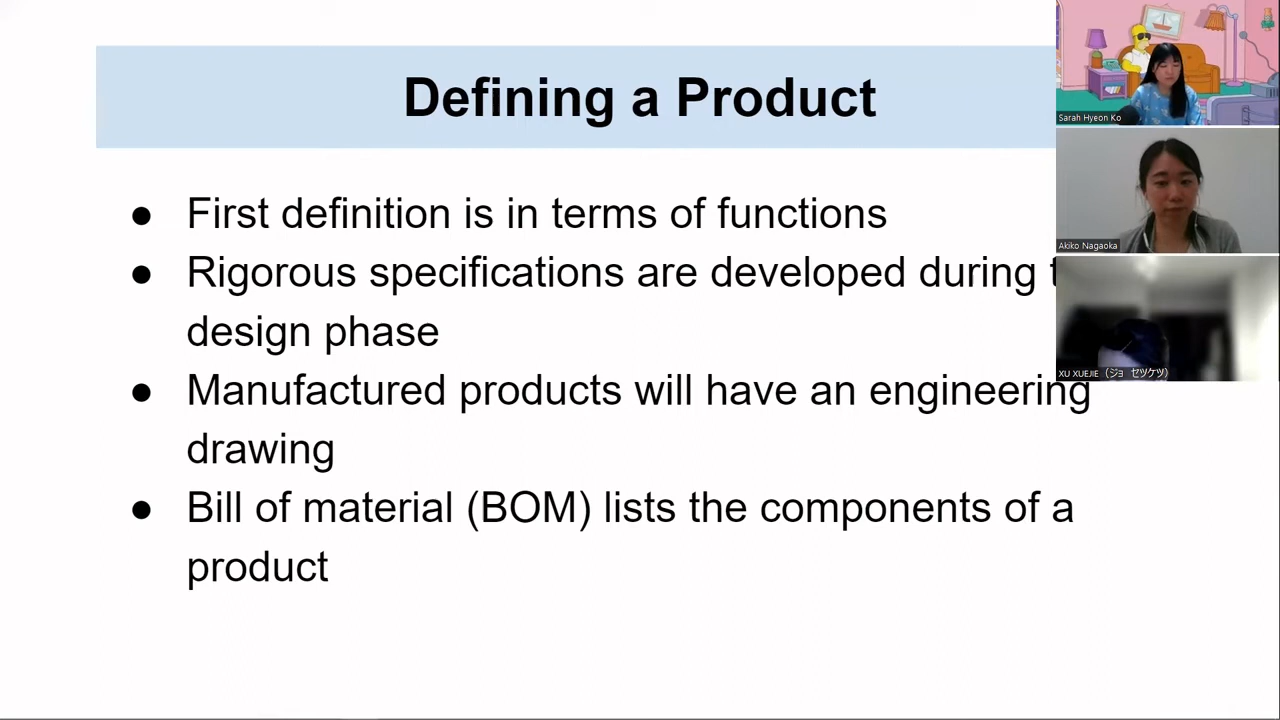 Defining a Product
● First definition is in terms of functions
● Rigorous specifications are developed during
design phase
● Manufactured products will have an engineering
drawing
● Bill of material (BOM) lists the components of a
product
Sarah Hyeon Ko
Akiko Nagaoka
XU XUEJIE（ジョ セツケツ）